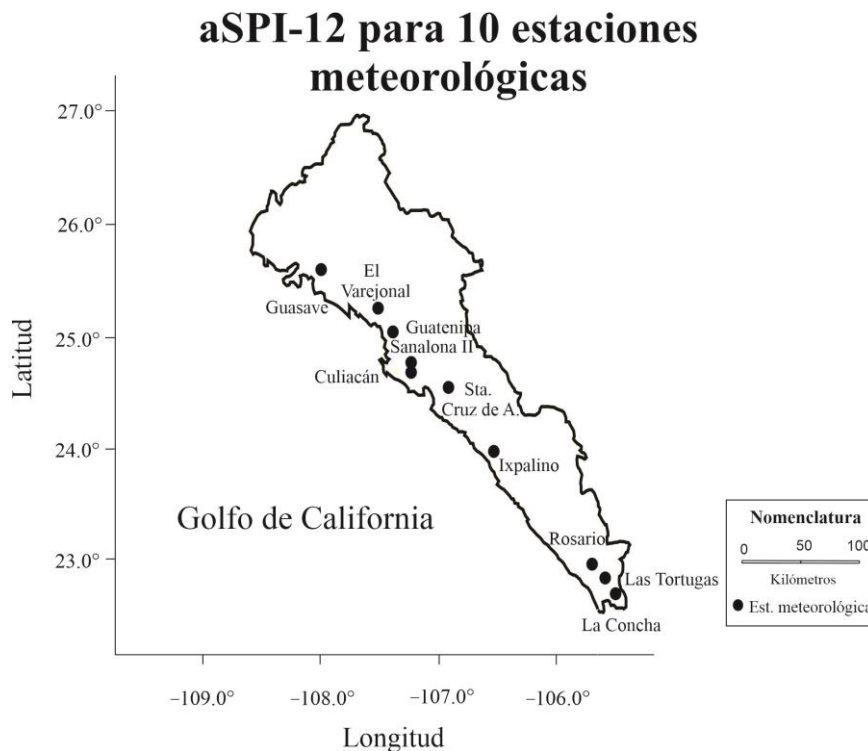 aSPI-12 para 10 estaciones
meteorológicas
27.0°
26.0°
25.0°
24.0°
23.0°
Latitud
El
Varejonal
Guasave
Guatenipa
Sanalona II
Culiacán
Sta.
Cruz de A.
Ixpalino
Golfo de California
Rosario
Las Tortugas
La Concha
Nomenclatura
0 50 100
Kilómetros
Est. meteorológica
−109.0° −108.0° −107.0° −106.0°
Longitud